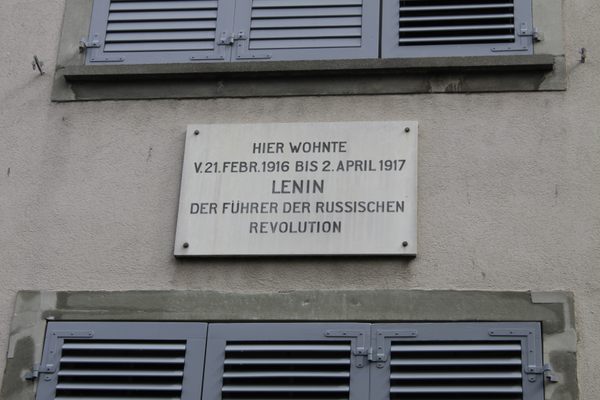 HIER WOHNTE
V. 21. FEBR. 1916 BIS 2. APRIL 1917
LENIN
DER FÜHRER DER RUSSISCHEN
REVOLUTION